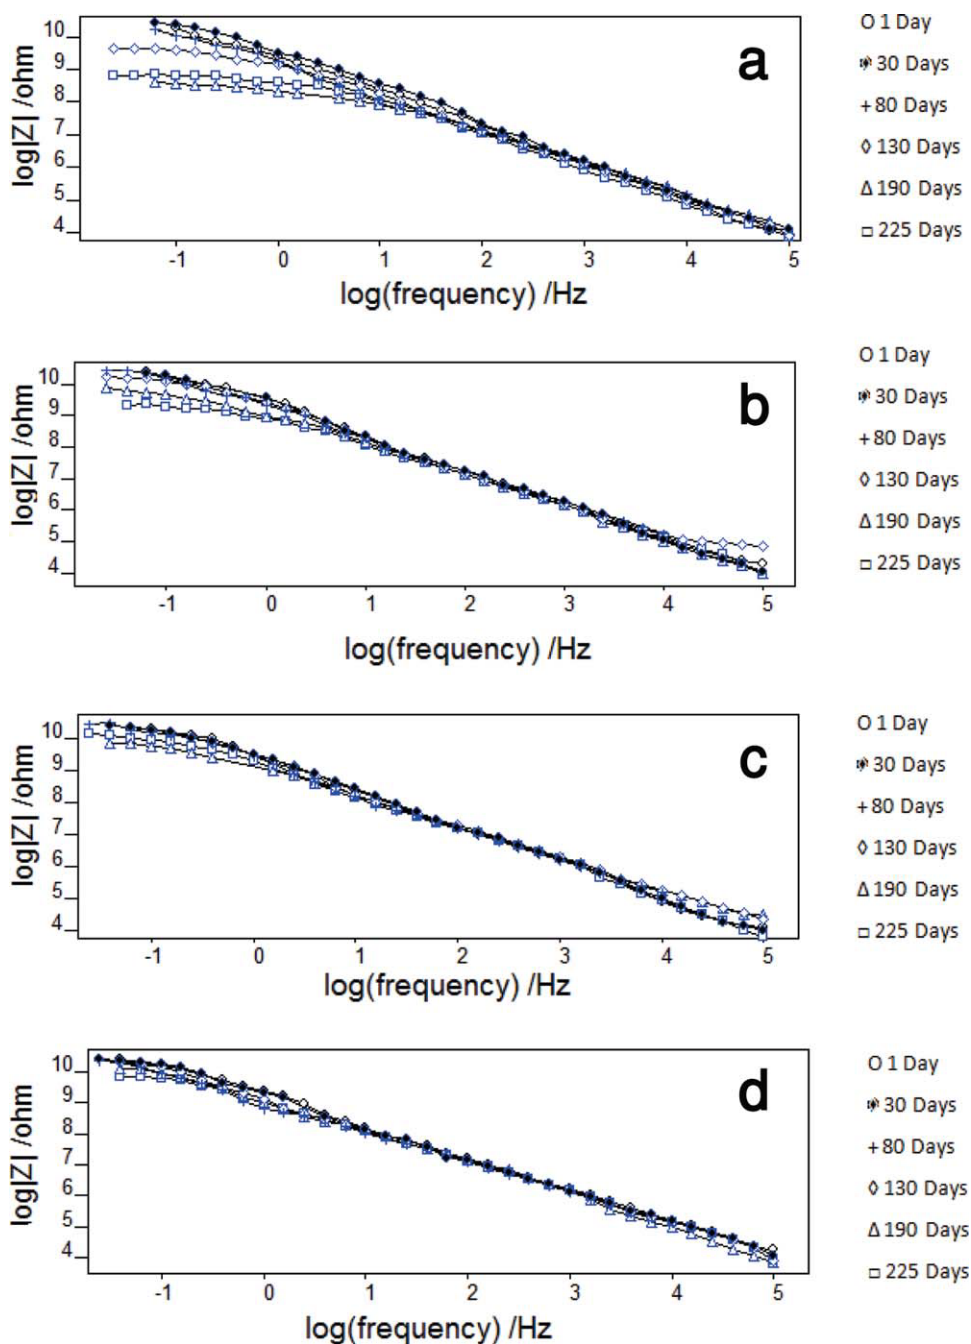 a
log|Z| /ohm
10
9
8
7
6
5
4
-1 0 1 2 3 4 5
log(frequency) /Hz
O 1 Day
30 Days
+ 80 Days
◊ 130 Days
Δ 190 Days
□ 225 Days
b
log|Z| /ohm
10
9
8
7
6
5
4
-1 0 1 2 3 4 5
log(frequency) /Hz
O 1 Day
30 Days
+ 80 Days
◊ 130 Days
Δ 190 Days
□ 225 Days
c
log|Z| /ohm
10
9
8
7
6
5
4
-1 0 1 2 3 4 5
log(frequency) /Hz
O 1 Day
30 Days
+ 80 Days
◊ 130 Days
Δ 190 Days
□ 225 Days
d
log|Z| /ohm
10
9
8
7
6
5
4
-1 0 1 2 3 4 5
log(frequency) /Hz
O 1 Day
30 Days
+ 80 Days
◊ 130 Days
Δ 190 Days
□ 225 Days